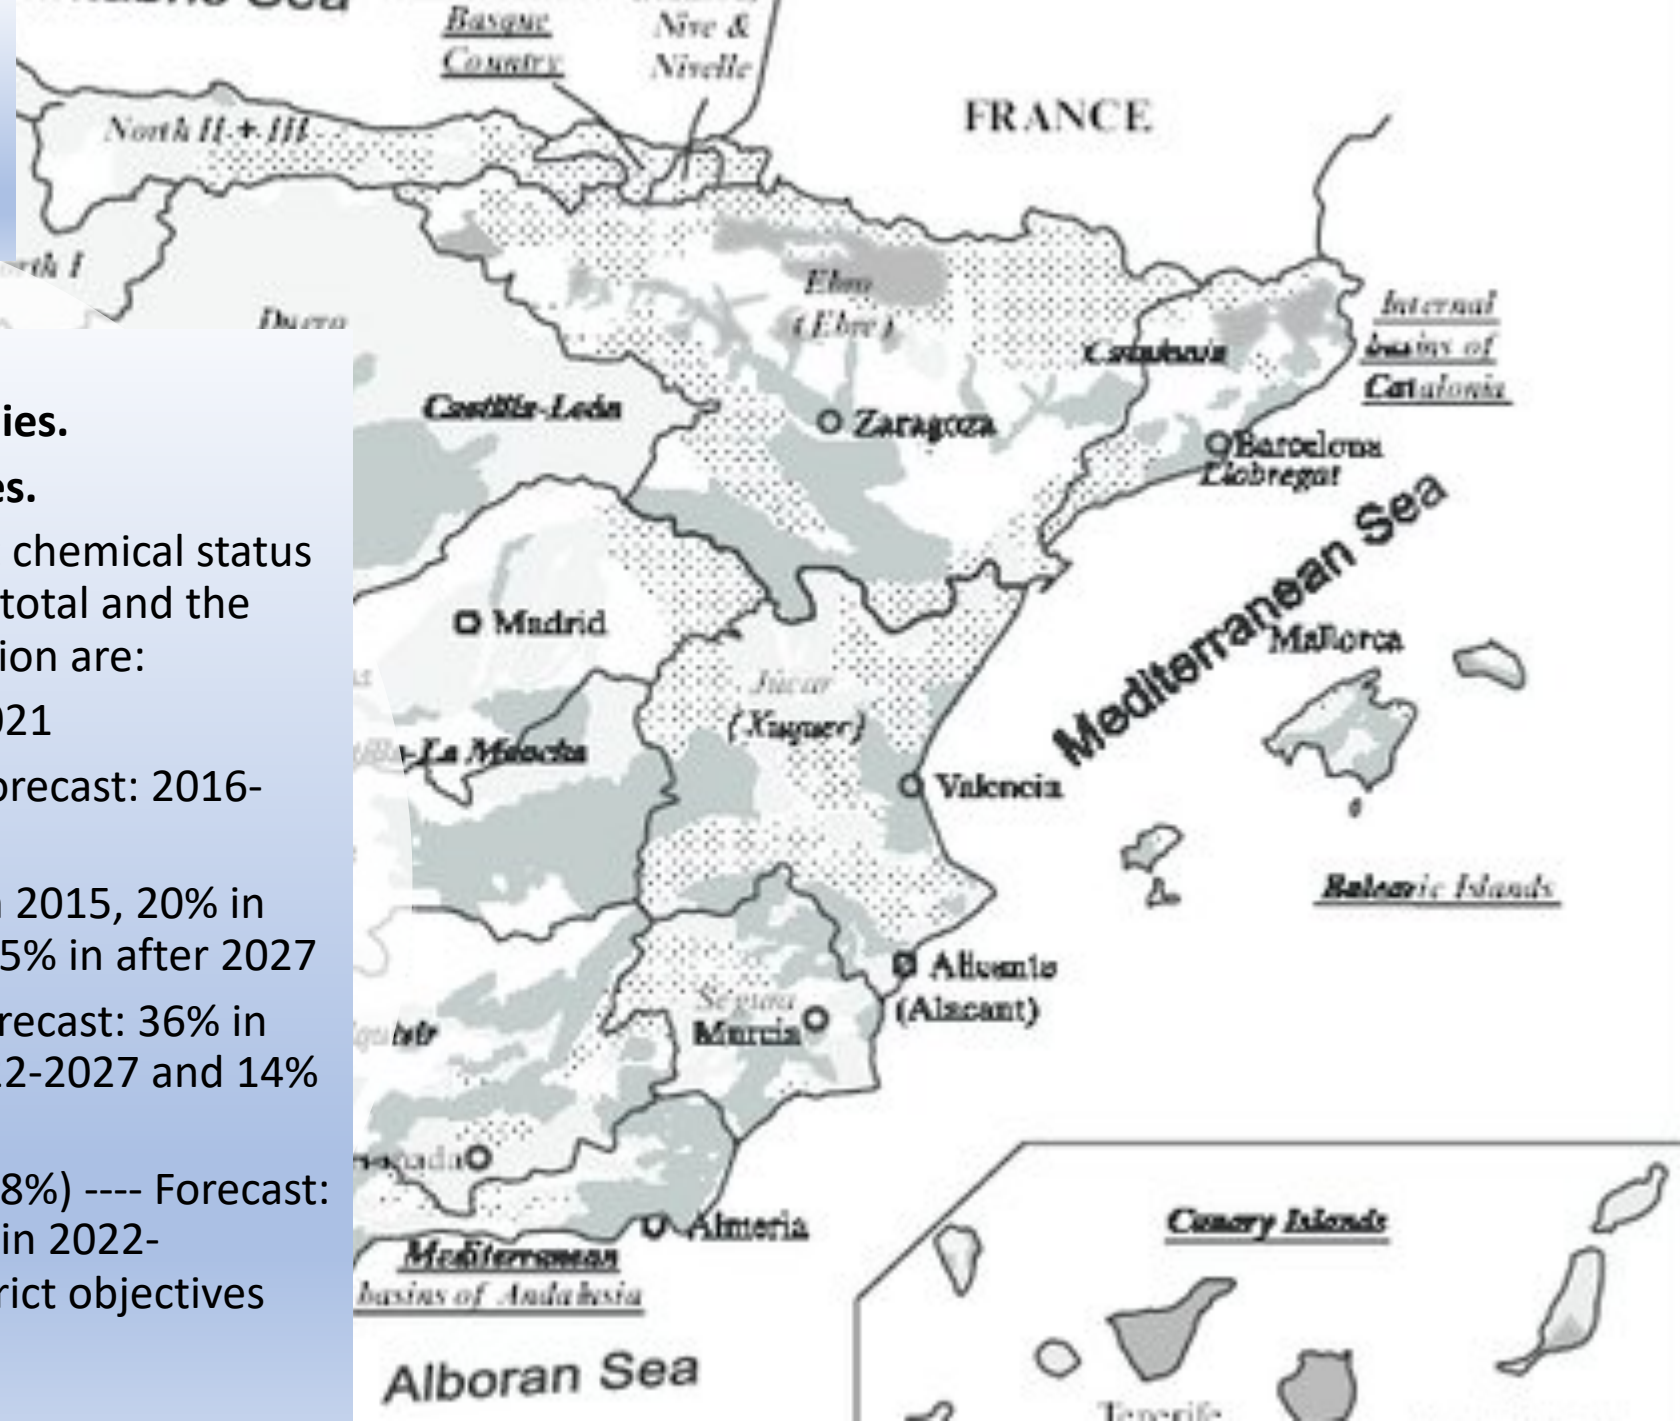 Basque
Country
Nive &
Nivelle
FRANCE
North II + III
Ebro
(Ebre)
Internal
basins of
Catalonia
Catalonia
Castilla-León
Zaragoza
Barcelona
Llobregat
Mediterranean Sea
Madrid
Mallorca
Júcar
(Xúquer)
-La Mancha
Valencia
Balearic Islands
Alicante
(Alacant)
Segura
Murcia
Almeria
Mediterranean
basins of Andalusia
Alboran Sea
Canary Islands
Tenerife
ies.
es.
chemical status
total and the
ion are:
021
orecast: 2016-
2015, 20% in
5% in after 2027
recast: 36% in
2-2027 and 14%
8%) ---- Forecast:
in 2022-
rict objectives